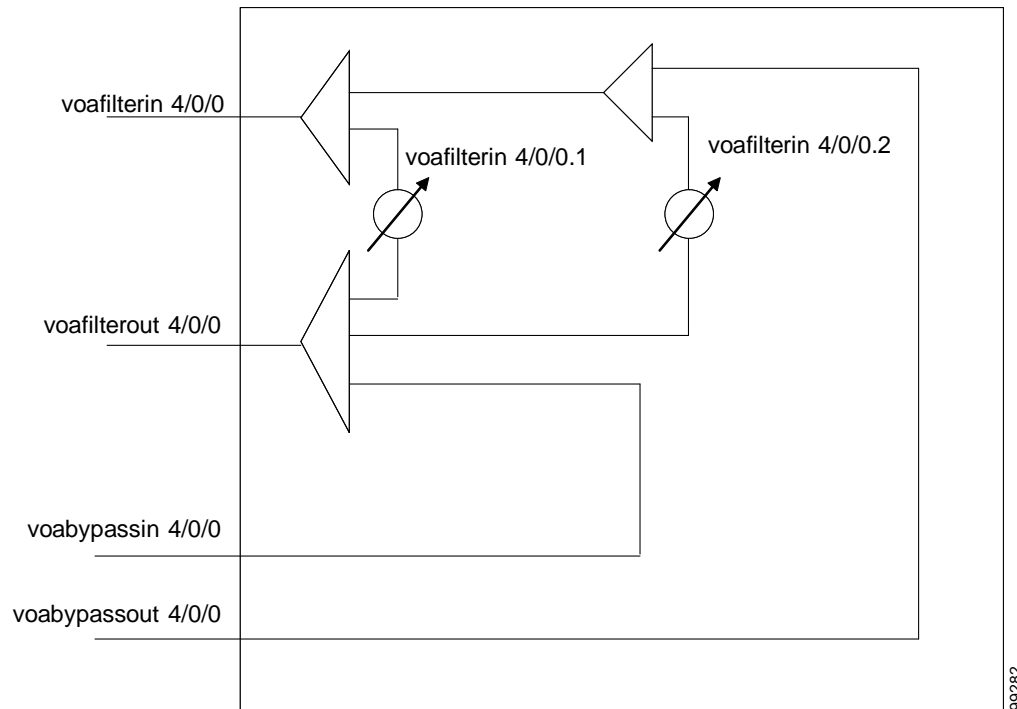 voafilterin 4/0/0
voafilterin 4/0/0.1
voafilterin 4/0/0.2
voafilterout 4/0/0
voabypassin 4/0/0
voabypassout 4/0/0
99282